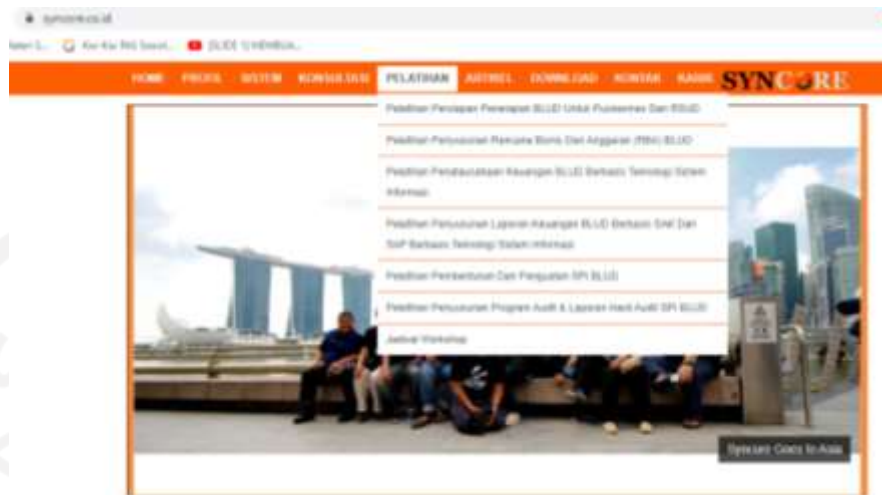 syncore.co.id
HOME PROFIL SISTEM KONSULTASI PELATIHAN ARTIKEL DOWNLOAD KONTAK KARIR SYNCORE
Pelatihan Persiapan Penerapan BLUD Untuk Puskesmas Dan RSUD
Pelatihan Penyusunan Rencana Bisnis Dan Anggaran (RBA) BLUD
Pelatihan Penatausahaan Keuangan BLUD Berbasis Teknologi Sistem
Informasi
Pelatihan Penyusunan Laporan Keuangan BLUD Berbasis SAK Dan
SAP Berbasis Teknologi Sistem Informasi
Pelatihan Pembentukan Dan Penguatan SPI BLUD
Pelatihan Penyusunan Program Audit & Laporan Hasil Audit SPI BLUD
Jadwal Workshop
Syncore Goes to Asia